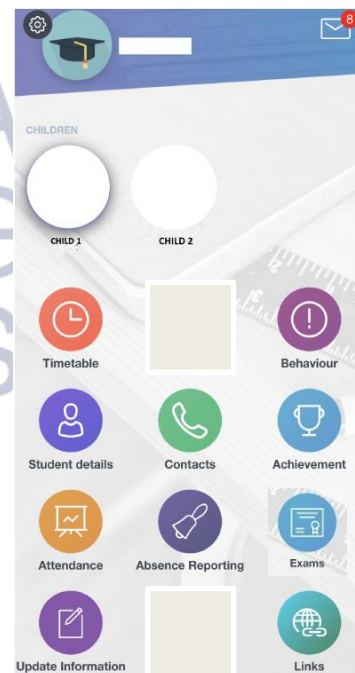 8
CHILDREN
CHILD 1 CHILD 2
Timetable Behaviour
Student details Contacts Achievement
Attendance Absence Reporting Exams
Update Information Links